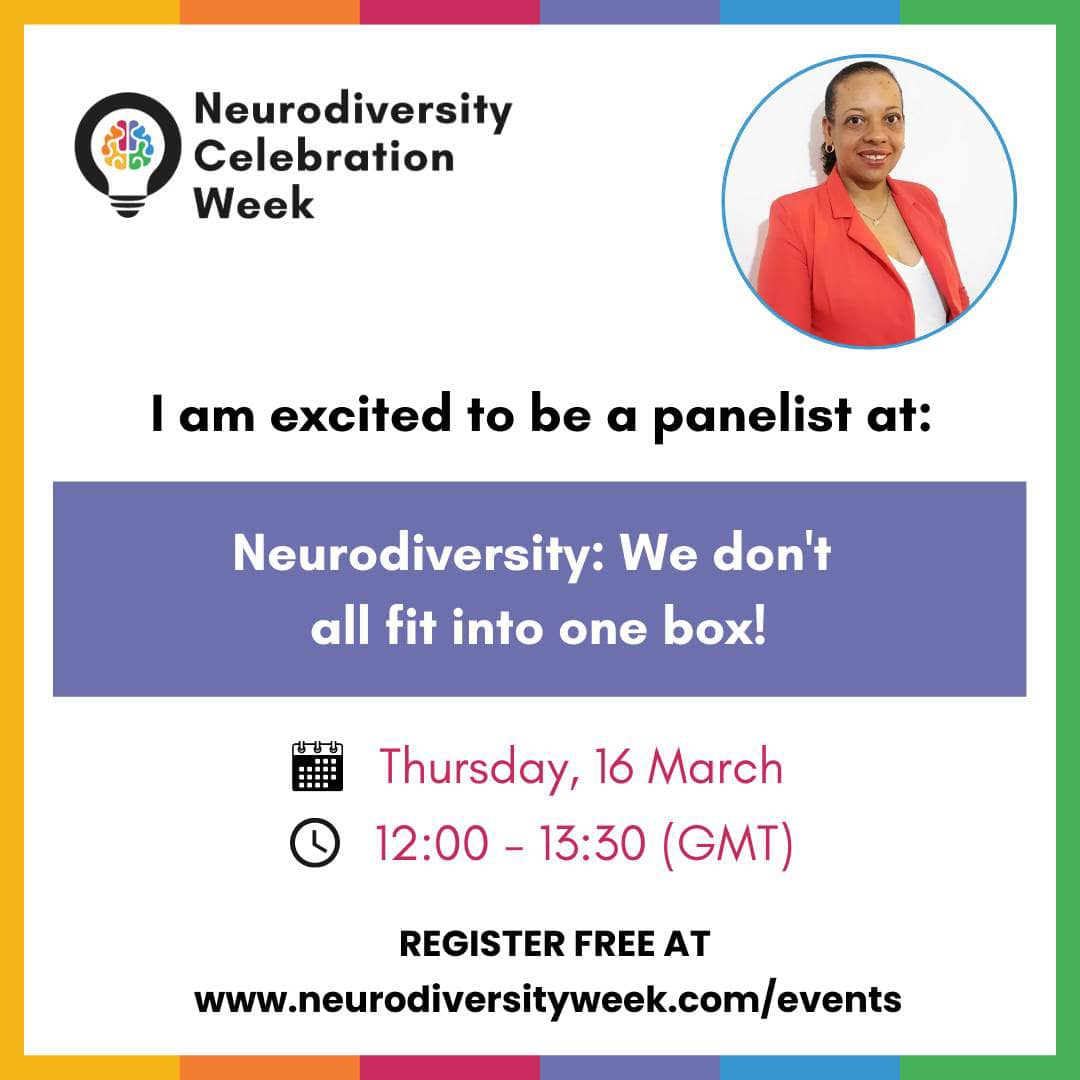 Neurodiversity
Celebration
Week
I am excited to be a panelist at:
Neurodiversity: We don't
all fit into one box!
Thursday, 16 March
12:00 - 13:30 (GMT)
REGISTER FREE AT
www.neurodiversityweek.com/events